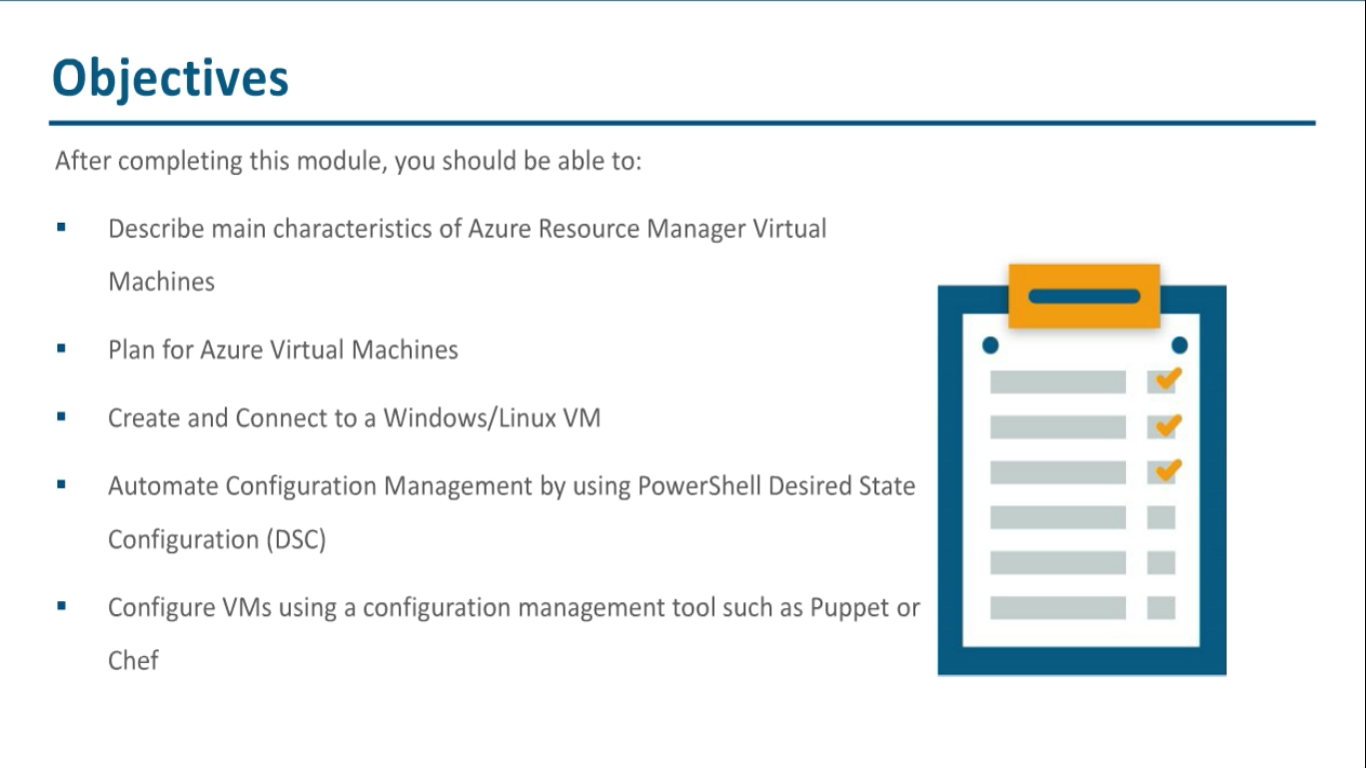 Objectives
After completing this module, you should be able to:
▪ Describe main characteristics of Azure Resource Manager Virtual
Machines
▪ Plan for Azure Virtual Machines
▪ Create and Connect to a Windows/Linux VM
▪ Automate Configuration Management by using PowerShell Desired State
Configuration (DSC)
▪ Configure VMs using a configuration management tool such as Puppet or
Chef